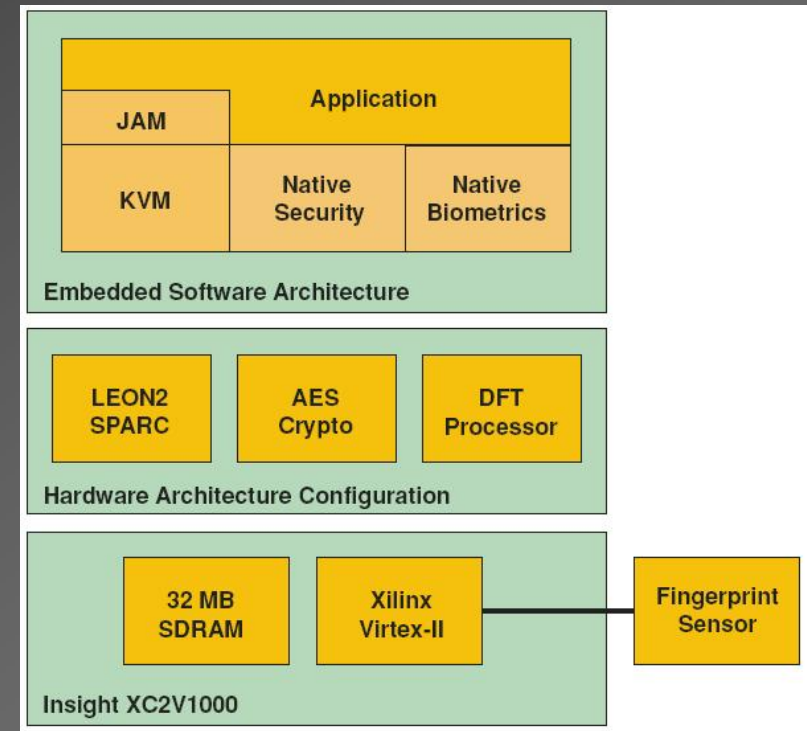 Application
JAM
KVM
Native
Security
Native
Biometrics
Embedded Software Architecture
LEON2
SPARC
AES
Crypto
DFT
Processor
Hardware Architecture Configuration
32 MB
SDRAM
Xilinx
Virtex-II
Fingerprint
Sensor
Insight XC2V1000